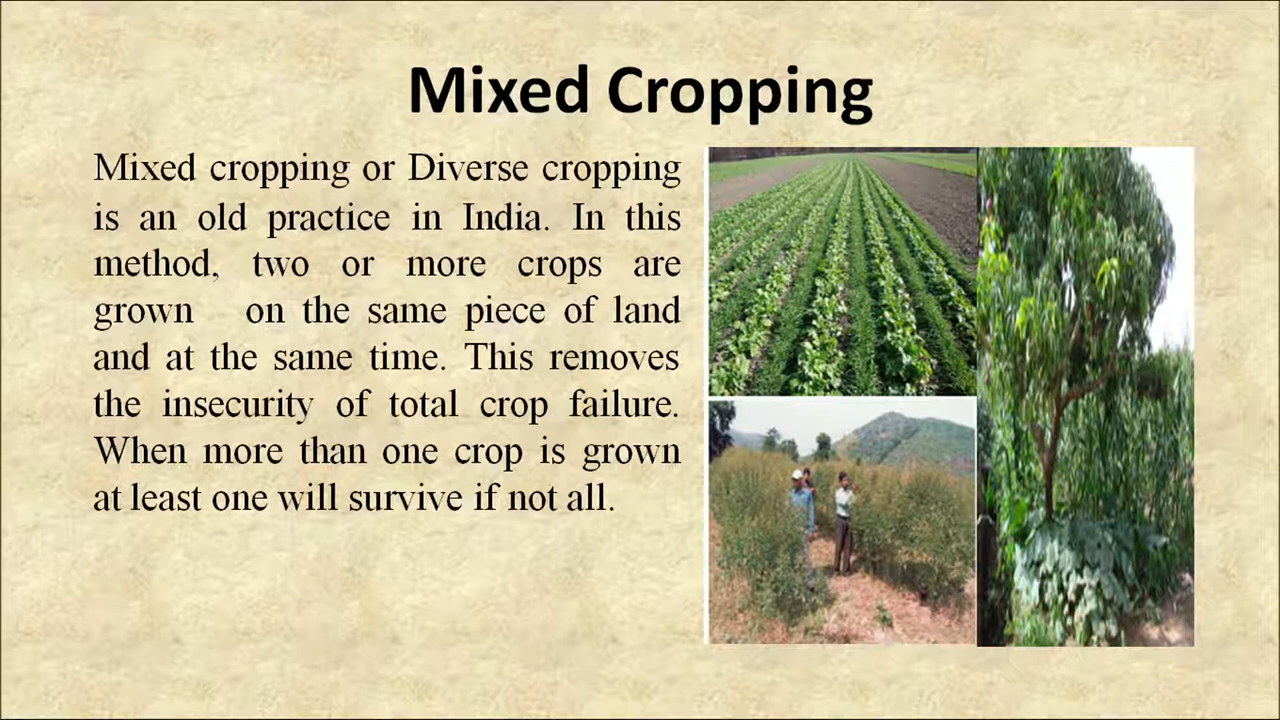 Mixed Cropping
Mixed cropping or Diverse cropping
is an old practice in India. In this
method, two or more crops are
grown on the same piece of land
and at the same time. This removes
the insecurity of total crop failure.
When more than one crop is grown
at least one will survive if not all.